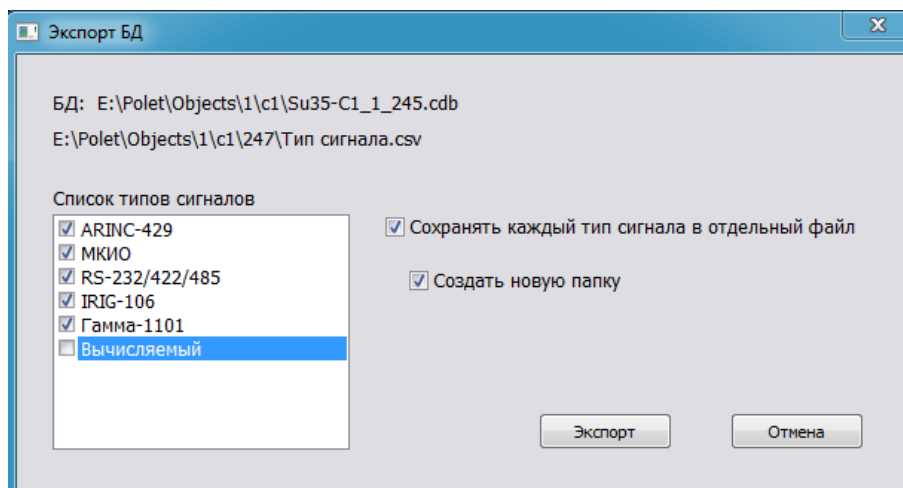 Экспорт БД
БД: E:\Polet\Objects\1\c1\Su35-C1_1_245.cdb
E:\Polet\Objects\1\c1\247\Тип сигнала.csv
Список типов сигналов
ARINC-429
МКИО
RS-232/422/485
IRIG-106
Гамма-1101
Вычисляемый
Сохранять каждый тип сигнала в отдельный файл
Создать новую папку
Экспорт
Отмена